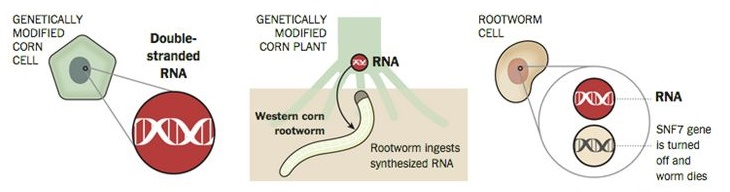 GENETICALLY
MODIFIED
CORN
CELL
Double-
stranded
RNA
GENETICALLY
MODIFIED
CORN PLANT
RNA
Western corn
rootworm
Rootworm ingests
synthesized RNA
ROOTWORM
CELL
RNA
SNF7 gene
is turned
off and
worm dies